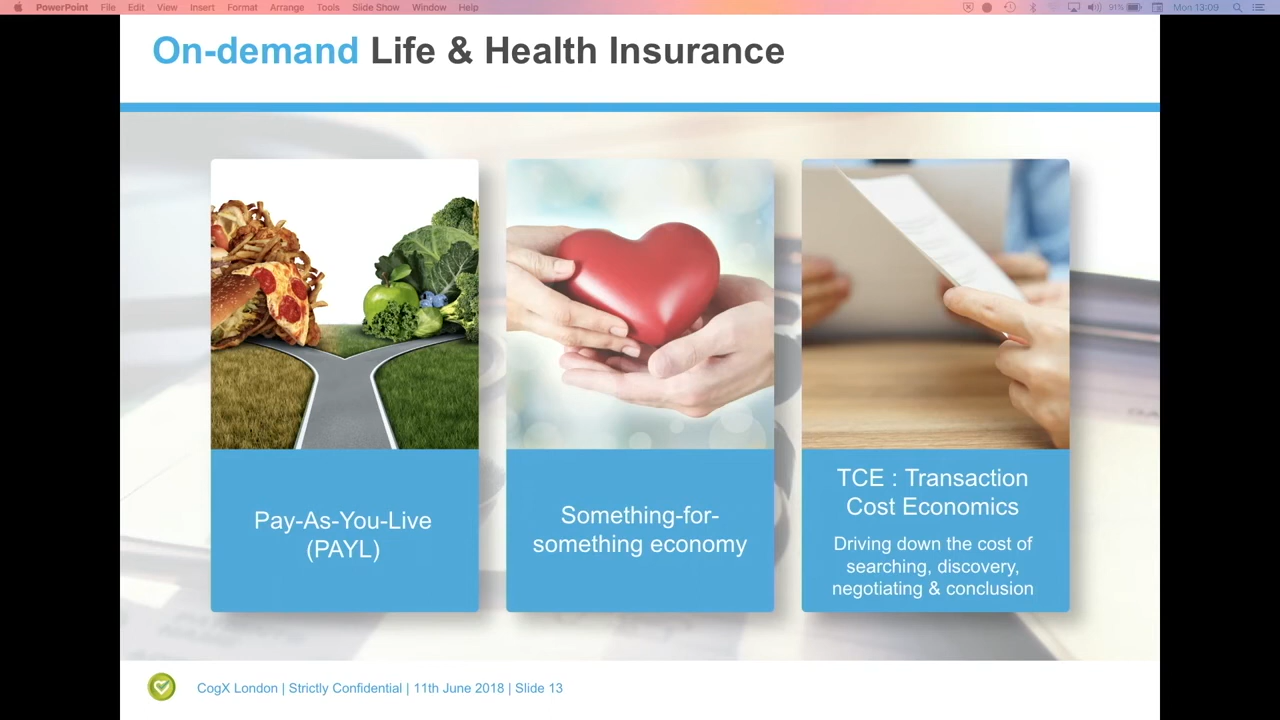 PowerPoint File Edit View Insert Format Arrange Tools Slide Show Window Help 91% Mon 13:09
On-demand Life & Health Insurance
Pay-As-You-Live
(PAYL)
Something-for-
something economy
TCE : Transaction
Cost Economics
Driving down the cost of
searching, discovery,
negotiating & conclusion
CogX London | Strictly Confidential | 11th June 2018 | Slide 13